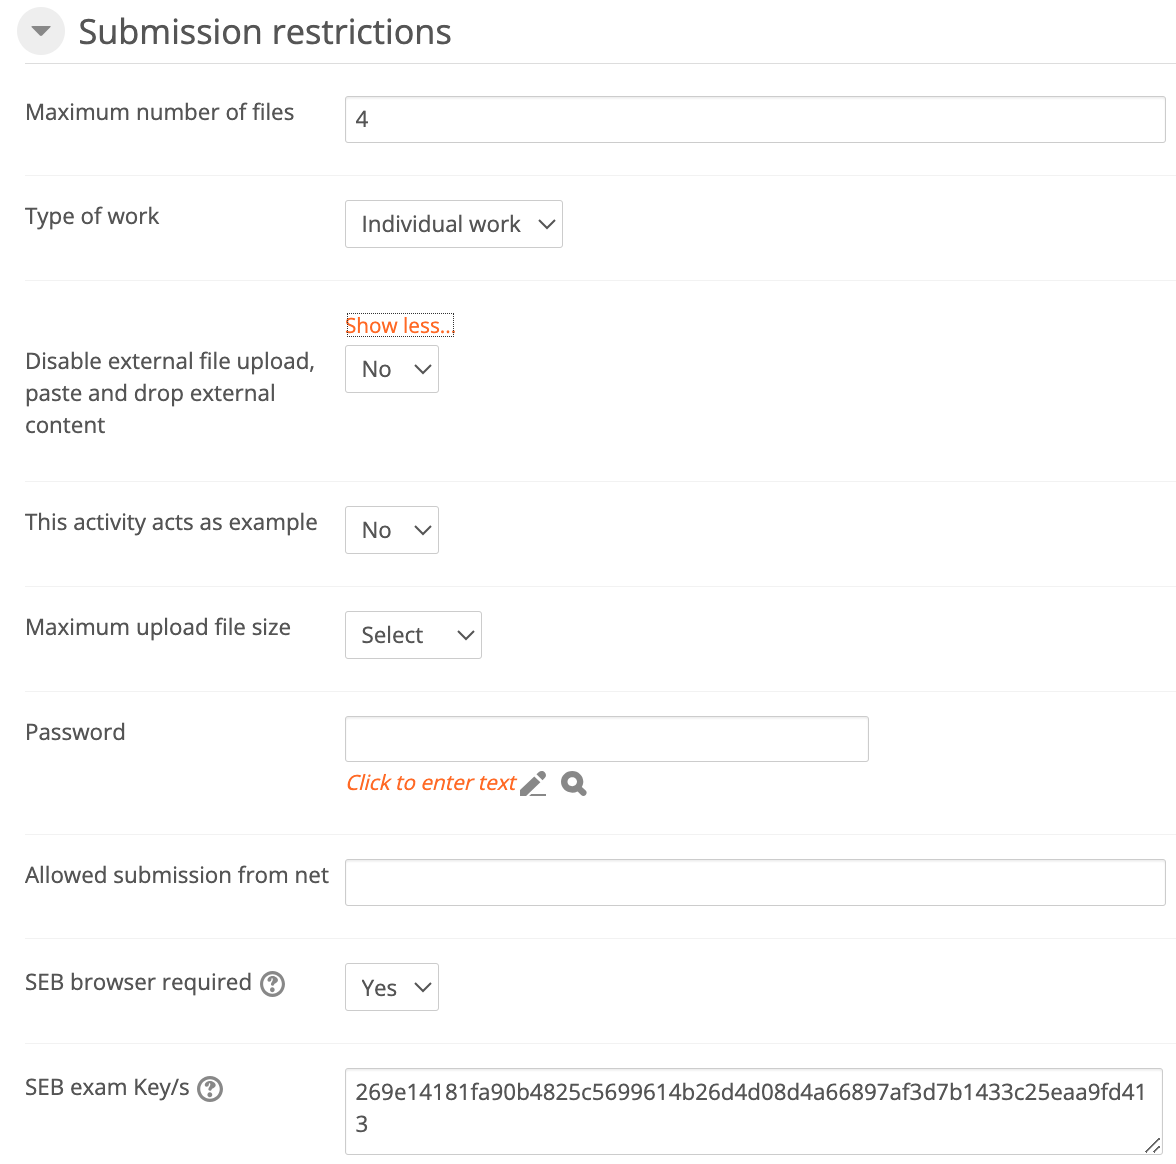 Submission restrictions
Maximum number of files
4
Type of work
Individual work
Show less...
Disable external file upload,
paste and drop external
content
No
This activity acts as example
No
Maximum upload file size
Select
Password
Click to enter text
Allowed submission from net
SEB browser required
Yes
SEB exam Key/s
269e14181fa90b4825c5699614b26d4d08d4a66897af3d7b1433c25eaa9fd41
3